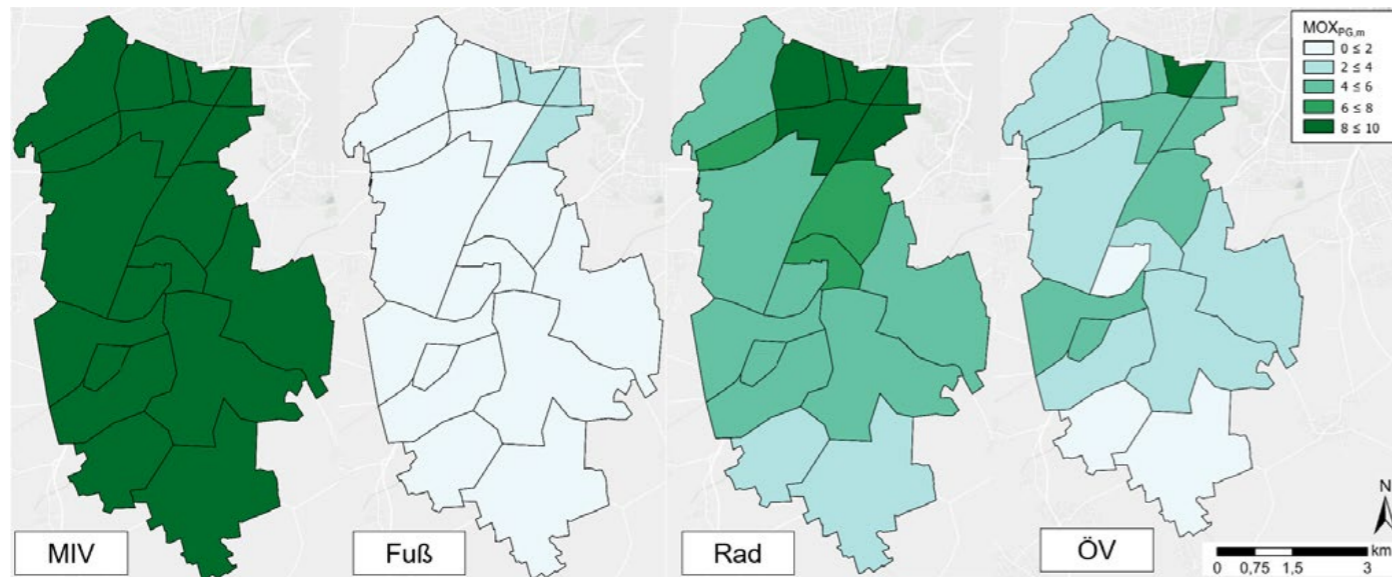 MOX_PG,m
0 ≤ 2
2 ≤ 4
4 ≤ 6
6 ≤ 8
8 ≤ 10
MIV
Fuß
Rad
ÖV
N
km
0 0,75 1,5 3